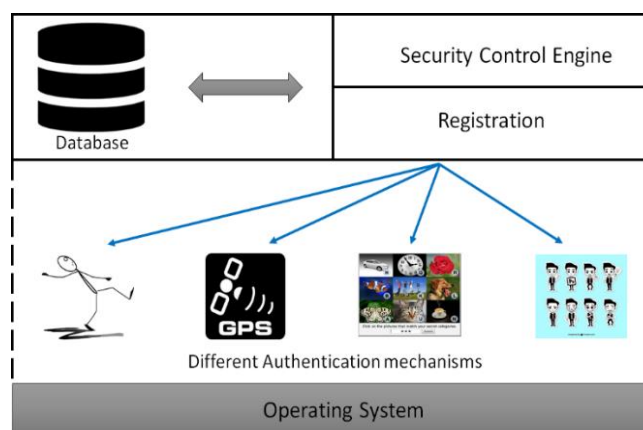 Security Control Engine
Database
Registration
GPS
Different Authentication mechanisms
Operating System